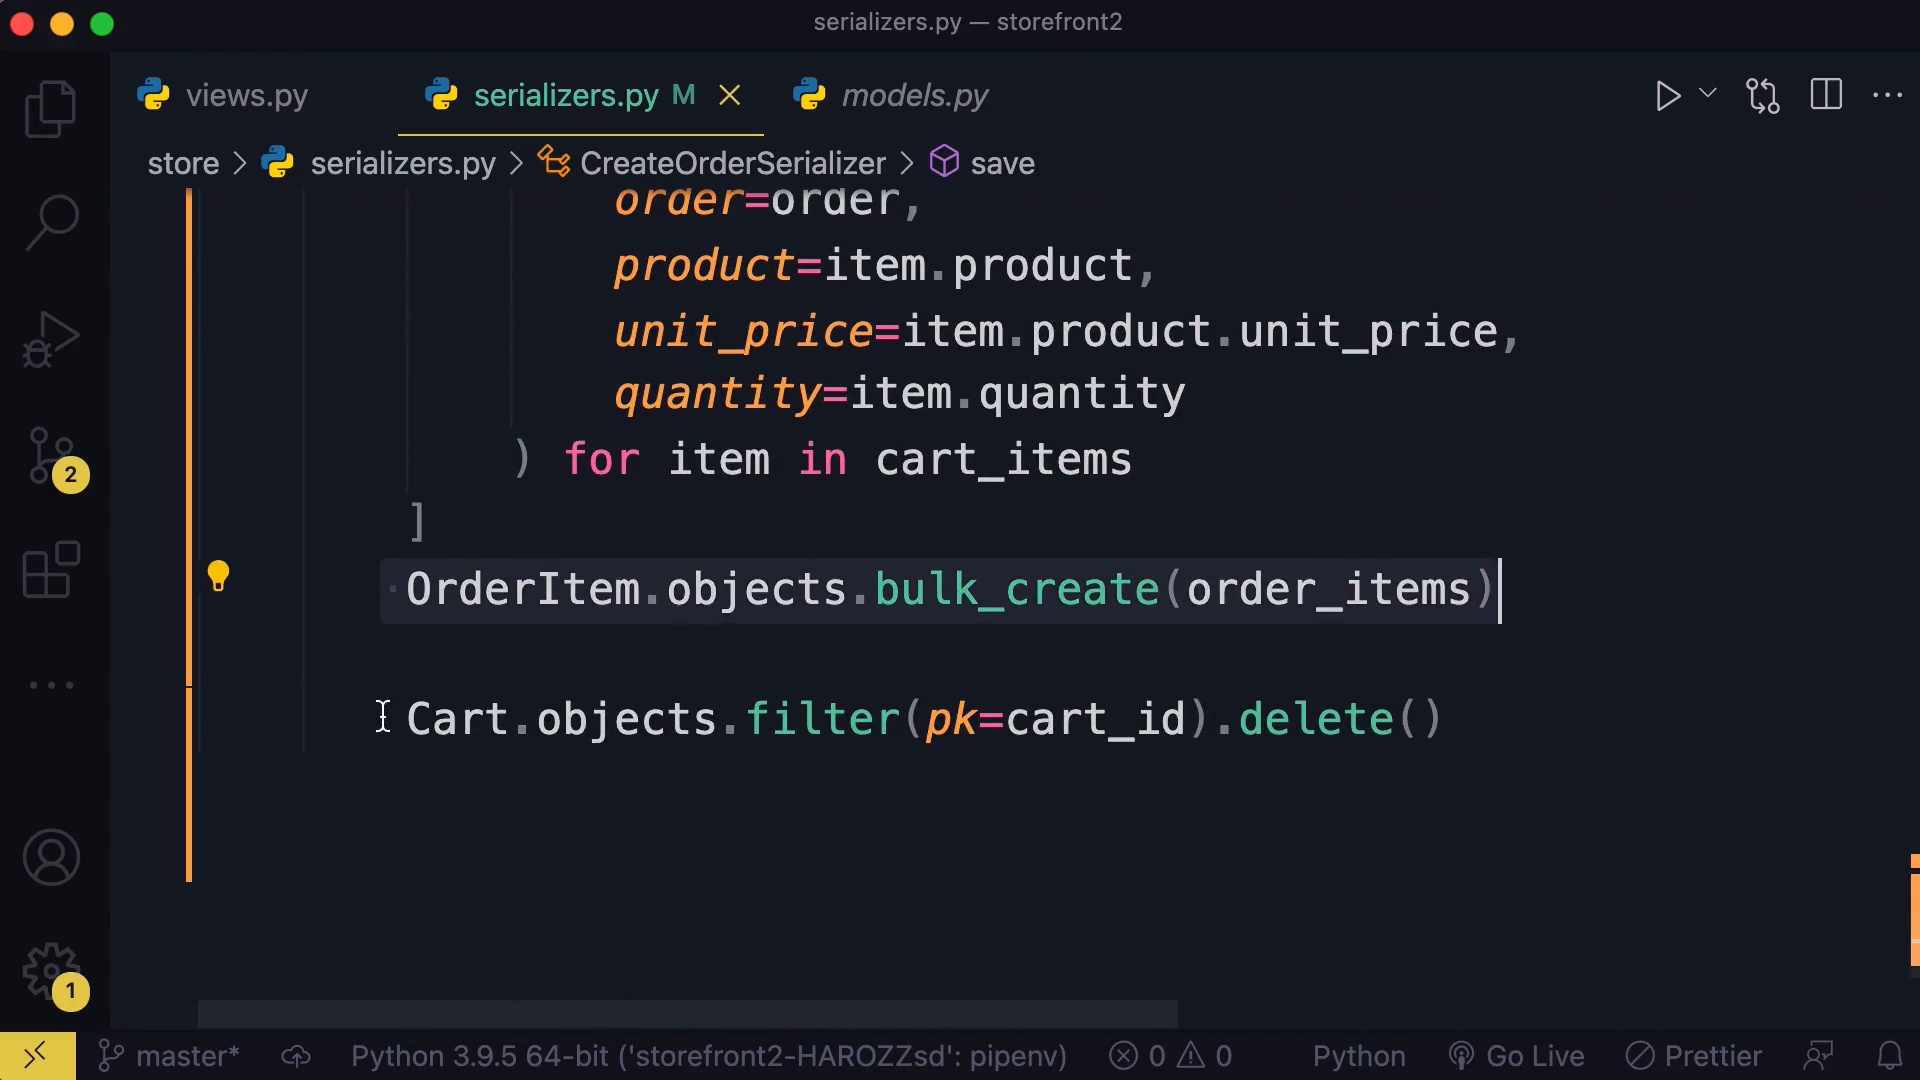 serializers.py — storefront2
views.py serializers.py M models.py
store > serializers.py > CreateOrderSerializer > save
order=order,
product=item.product,
unit_price=item.product.unit_price,
quantity=item.quantity
) for item in cart_items
]
OrderItem.objects.bulk_create(order_items)
Cart.objects.filter(pk=cart_id).delete()
2
1
master* Python 3.9.5 64-bit ('storefront2-HAROZZsd': pipenv) 0 0 Python Go Live Prettier